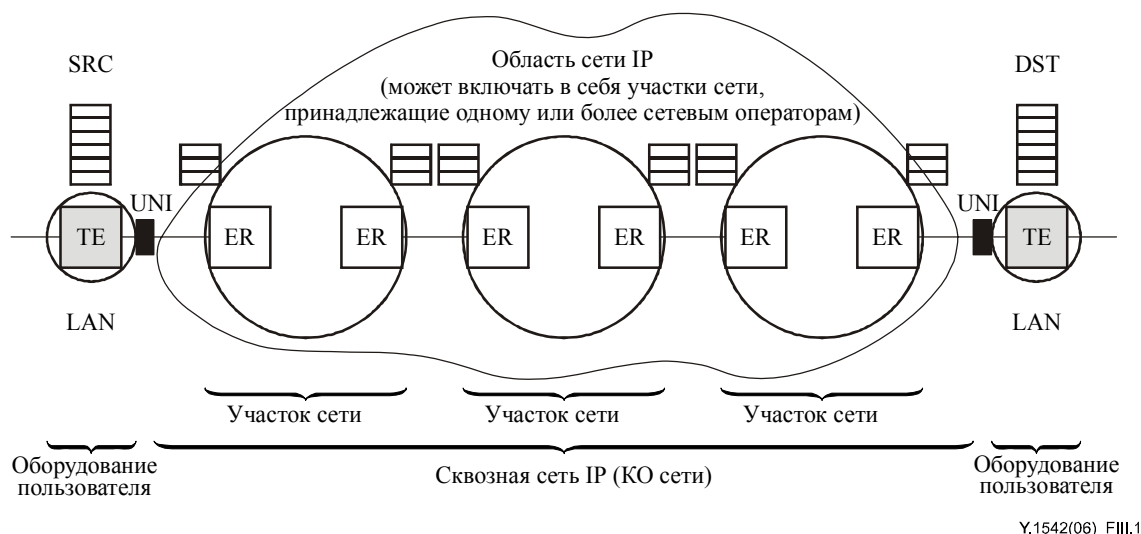 Область сети IP
(может включать в себя участки сети,
принадлежащие одному или более сетевым операторам)
SRC
DST
UNI
UNI
TE
ER
ER
ER
ER
ER
ER
TE
LAN
LAN
Участок сети
Участок сети
Участок сети
Оборудование
пользователя
Сквозная сеть IP (КО сети)
Оборудование
пользователя
Y.1542(06)_FIII.1